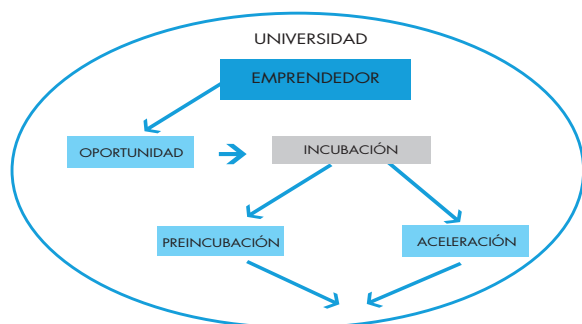 UNIVERSIDAD
EMPRENDEDOR
OPORTUNIDAD
INCUBACIÓN
PREINCUBACIÓN
ACELERACIÓN